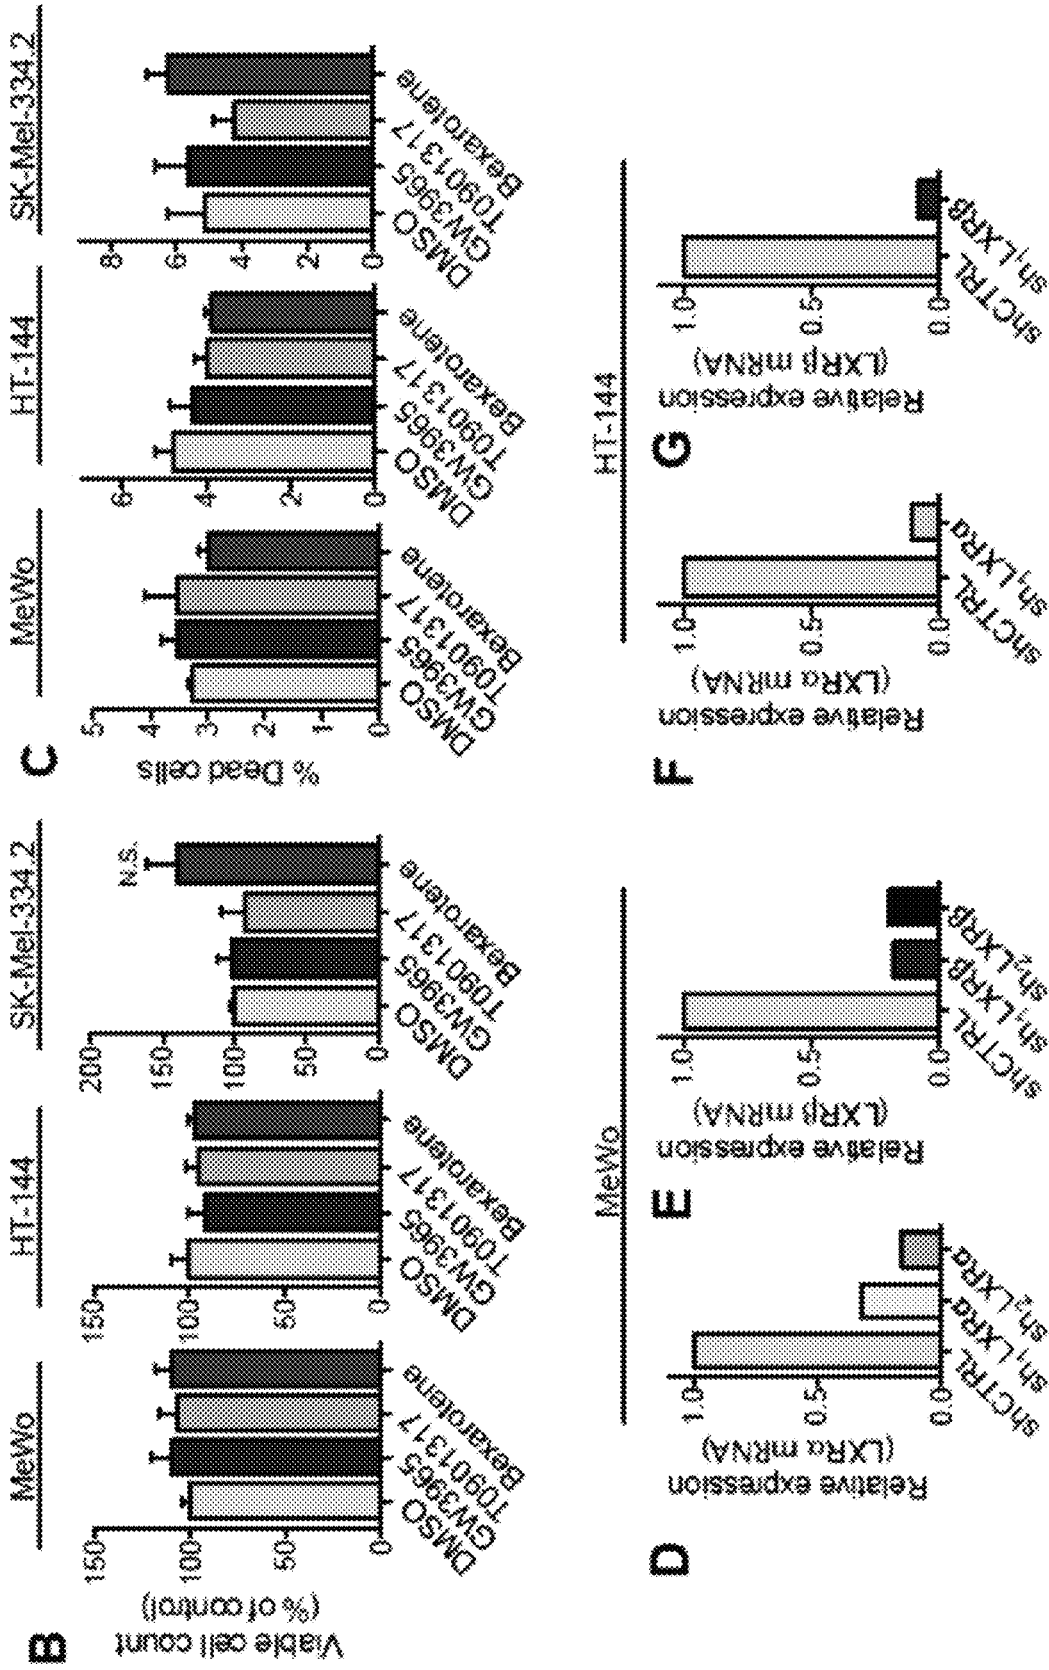 B
Viable cell count
(% of control)
MeWo
150
100
50
0
DMSO
GW3965
T0901317
Bexarotene
HT-144
150
100
50
0
DMSO
GW3965
T0901317
Bexarotene
SK-Mel-334.2
N.S.
200
150
100
50
0
DMSO
GW3965
T0901317
Bexarotene
C
% Dead cells
MeWo
5
4
3
2
1
0
DMSO
GW3965
T0901317
Bexarotene
HT-144
6
4
2
0
DMSO
GW3965
T0901317
Bexarotene
SK-Mel-334.2
8
6
4
2
0
DMSO
GW3965
T0901317
Bexarotene
MeWo
D
Relative expression
(LXRα mRNA)
1.0
0.5
0.0
shCTRL
sh₁LXRα
sh₂LXRα
E
Relative expression
(LXRβ mRNA)
1.0
0.5
0.0
shCTRL
sh₁LXRβ
sh₂LXRβ
HT-144
F
Relative expression
(LXRα mRNA)
1.0
0.5
0.0
shCTRL
sh₁LXRα
G
Relative expression
(LXRβ mRNA)
1.0
0.5
0.0
shCTRL
sh₁LXRβ